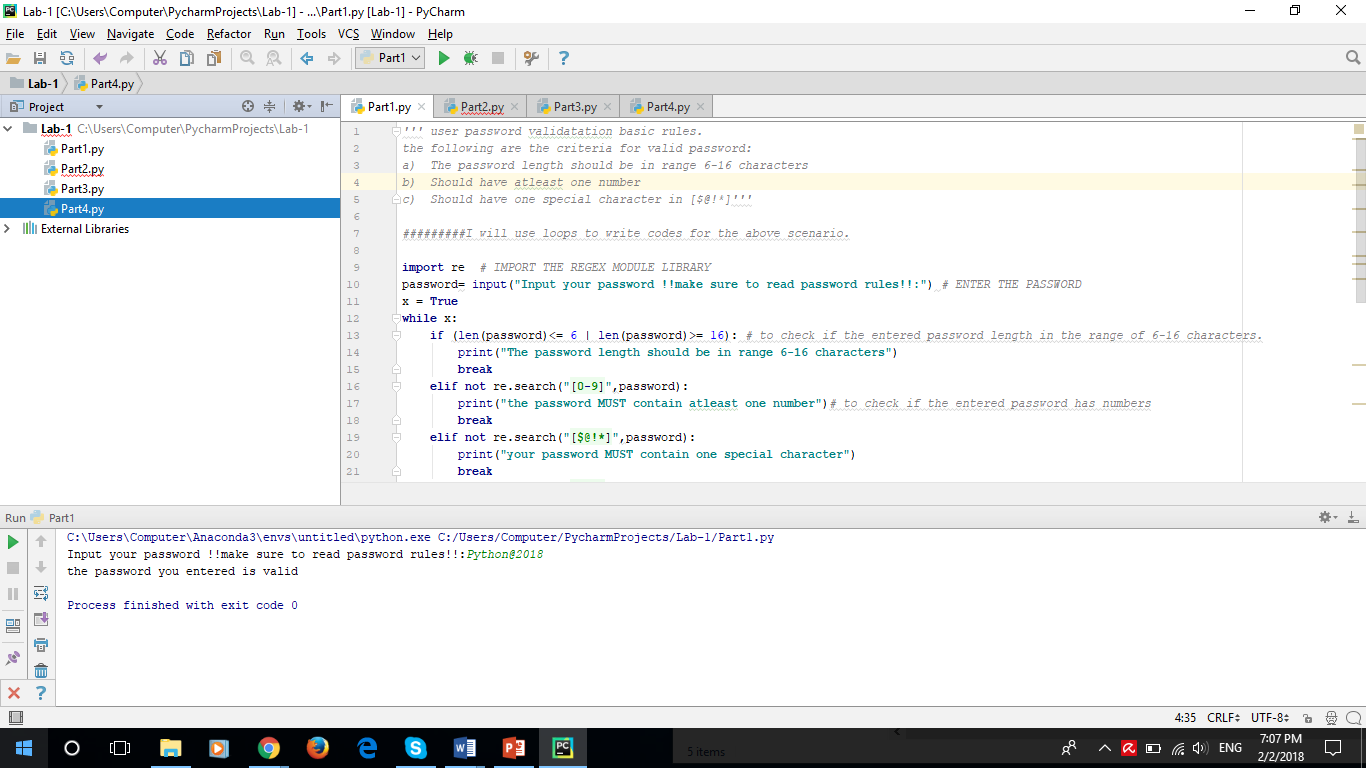 Lab-1 [C:\Users\Computer\PycharmProjects\Lab-1] - ...\Part1.py [Lab-1] - PyCharm
File Edit View Navigate Code Refactor Run Tools VCS Window Help
Part1
Lab-1 Part4.py
Project
Part1.py Part2.py Part3.py Part4.py
Lab-1 C:\Users\Computer\PycharmProjects\Lab-1
Part1.py
Part2.py
Part3.py
Part4.py
External Libraries
1 ''' user password validatation basic rules.
2 the following are the criteria for valid password:
3 a) The password length should be in range 6-16 characters
4 b) Should have atleast one number
5 c) Should have one special character in [$@!*]'''
6
7 #########I will use loops to write codes for the above scenario.
8
9 import re # IMPORT THE REGEX MODULE LIBRARY
10 password= input("Input your password !!make sure to read password rules!!:") # ENTER THE PASSWORD
11 x = True
12 while x:
13 if (len(password)<= 6 | len(password)>= 16): # to check if the entered password length in the range of 6-16 characters.
14 print("The password length should be in range 6-16 characters")
15 break
16 elif not re.search("[0-9]",password):
17 print("the password MUST contain atleast one number")# to check if the entered password has numbers
18 break
19 elif not re.search("[$@!*]",password):
20 print("your password MUST contain one special character")
21 break
Run Part1
C:\Users\Computer\Anaconda3\envs\untitled\python.exe C:/Users/Computer/PycharmProjects/Lab-1/Part1.py
Input your password !!make sure to read password rules!!:Python@2018
the password you entered is valid
Process finished with exit code 0
4:35 CRLF UTF-8
5 items
ENG
7:07 PM
2/2/2018